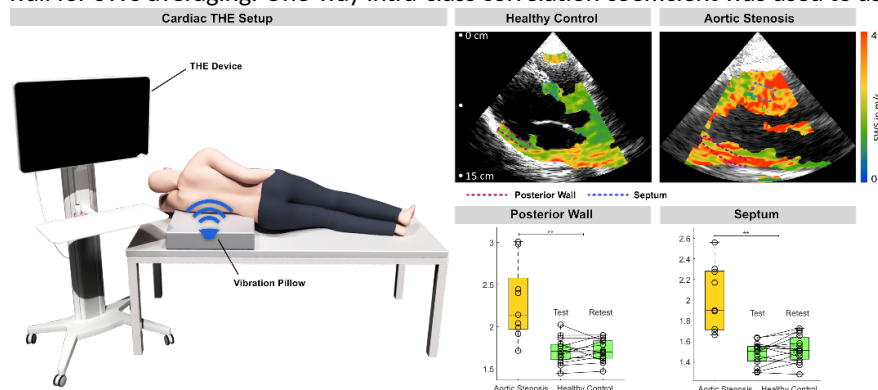 wall for SWS averaging. One way intra-class correlation coefficient was used to as
Cardiac THE Setup
Healthy Control
Aortic Stenosis
THE Device
Vibration Pillow
0 cm
15 cm
4
SWS in m/s
0
Posterior Wall
Septum
Posterior Wall
Septum
3
2.5
2
1.5
**
Test
Retest
Aortic Stenosis
Healthy Control
2.6
2.4
2.2
2
1.8
1.6
1.4
**
Test
Retest
Aortic Stenosis
Healthy Control